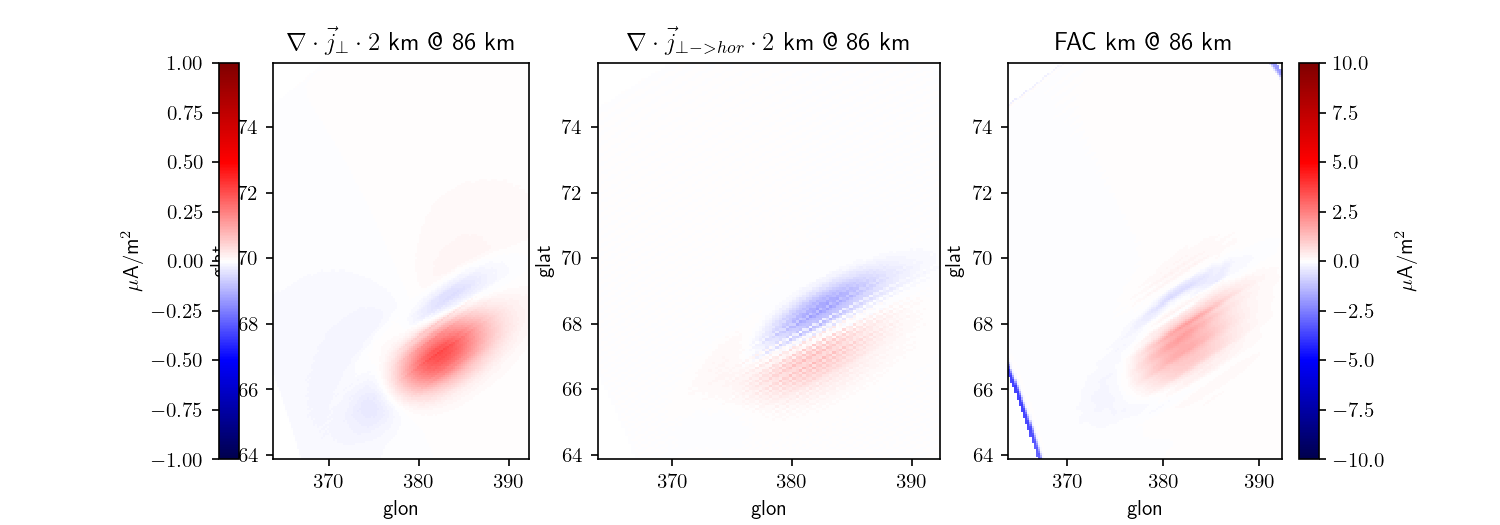 ∇ · j⃗⊥ · 2 km @ 86 km
∇ · j⃗⊥−>hor · 2 km @ 86 km
FAC km @ 86 km
μA/m²
1.00
0.75
0.50
0.25
0.00
−0.25
−0.50
−0.75
−1.00
glat
74
72
70
68
66
64
370 380 390
glon
glat
74
72
70
68
66
64
370 380 390
glon
glat
74
72
70
68
66
64
370 380 390
glon
10.0
7.5
5.0
2.5
0.0
−2.5
−5.0
−7.5
−10.0
μA/m²